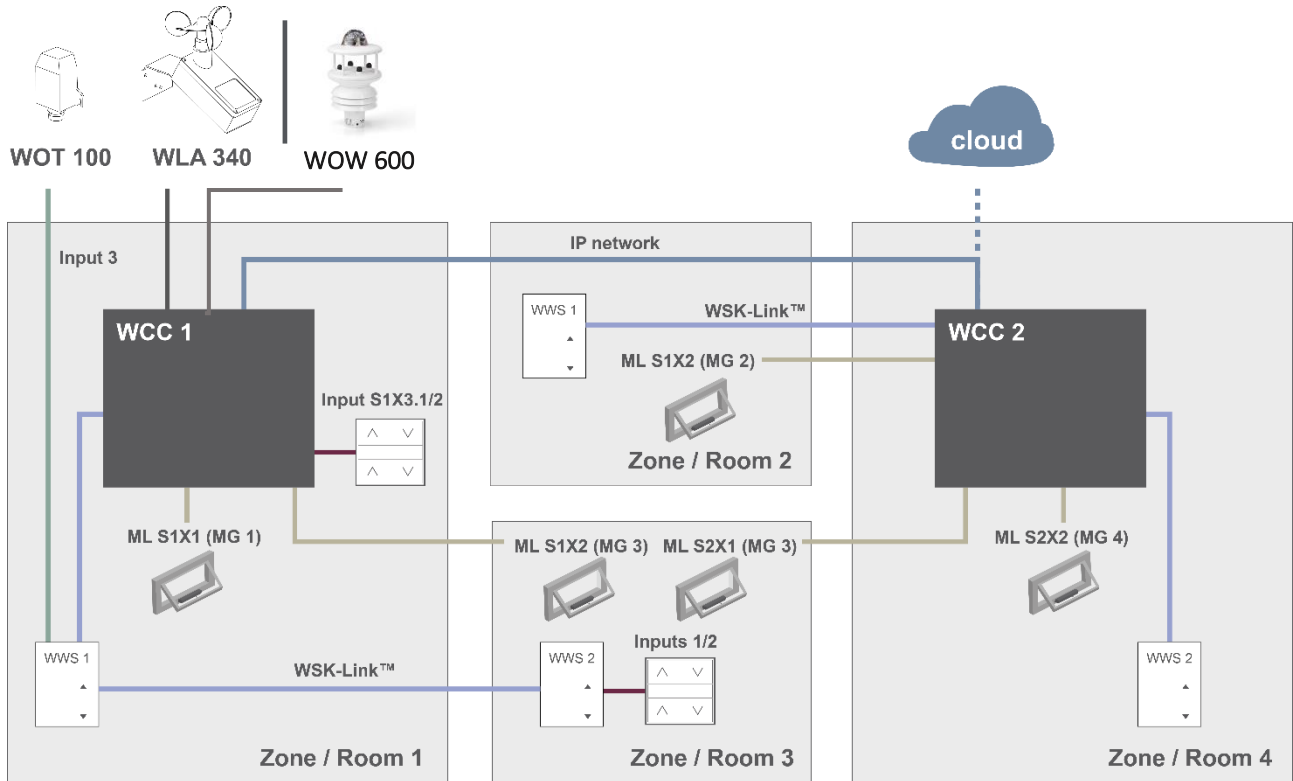 WOT 100
WLA 340
WOW 600
cloud
Input 3
IP network
WCC 1
WWS 1
WSK-Link™
WCC 2
ML S1X2 (MG 2)
Input S1X3.1/2
Zone / Room 2
ML S1X1 (MG 1)
ML S1X2 (MG 3)
ML S2X1 (MG 3)
ML S2X2 (MG 4)
WWS 1
WSK-Link™
WWS 2
Inputs 1/2
WWS 2
Zone / Room 1
Zone / Room 3
Zone / Room 4